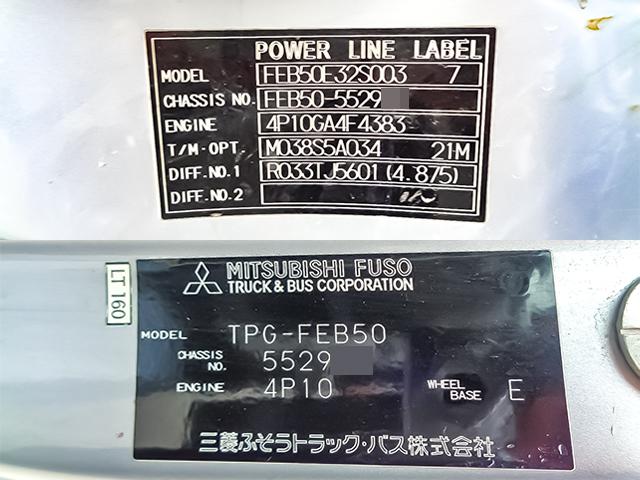 POWER LINE LABEL
MODEL FEB50E32S003 7
CHASSIS NO. FEB50-5529
ENGINE 4P10GA4F4383
T/M·OPT. M038S5A034 21M
DIFF.NO.1 R033TJ5601 (4.875)
DIFF.NO.2
LT 160
MITSUBISHI FUSO
TRUCK & BUS CORPORATION
MODEL TPG-FEB50
CHASSIS NO. 5529
ENGINE 4P10 WHEEL BASE E
三菱ふそうトラック・バス株式会社